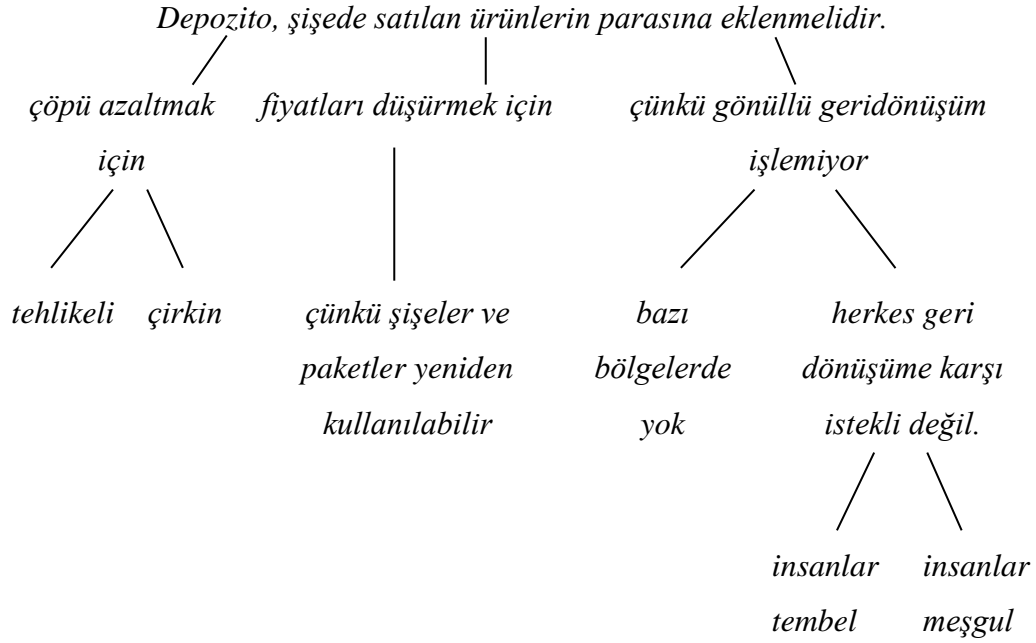 Depozito, şişede satılan ürünlerin parasına eklenmelidir.
çöpü azaltmak
için
fiyatları düşürmek için
çünkü gönüllü geridönüşüm
işlemiyor
tehlikeli
çirkin
çünkü şişeler ve
paketler yeniden
kullanılabilir
bazı
bölgelerde
yok
herkes geri
dönüşüme karşı
istekli değil.
insanlar
tembel
insanlar
meşgul